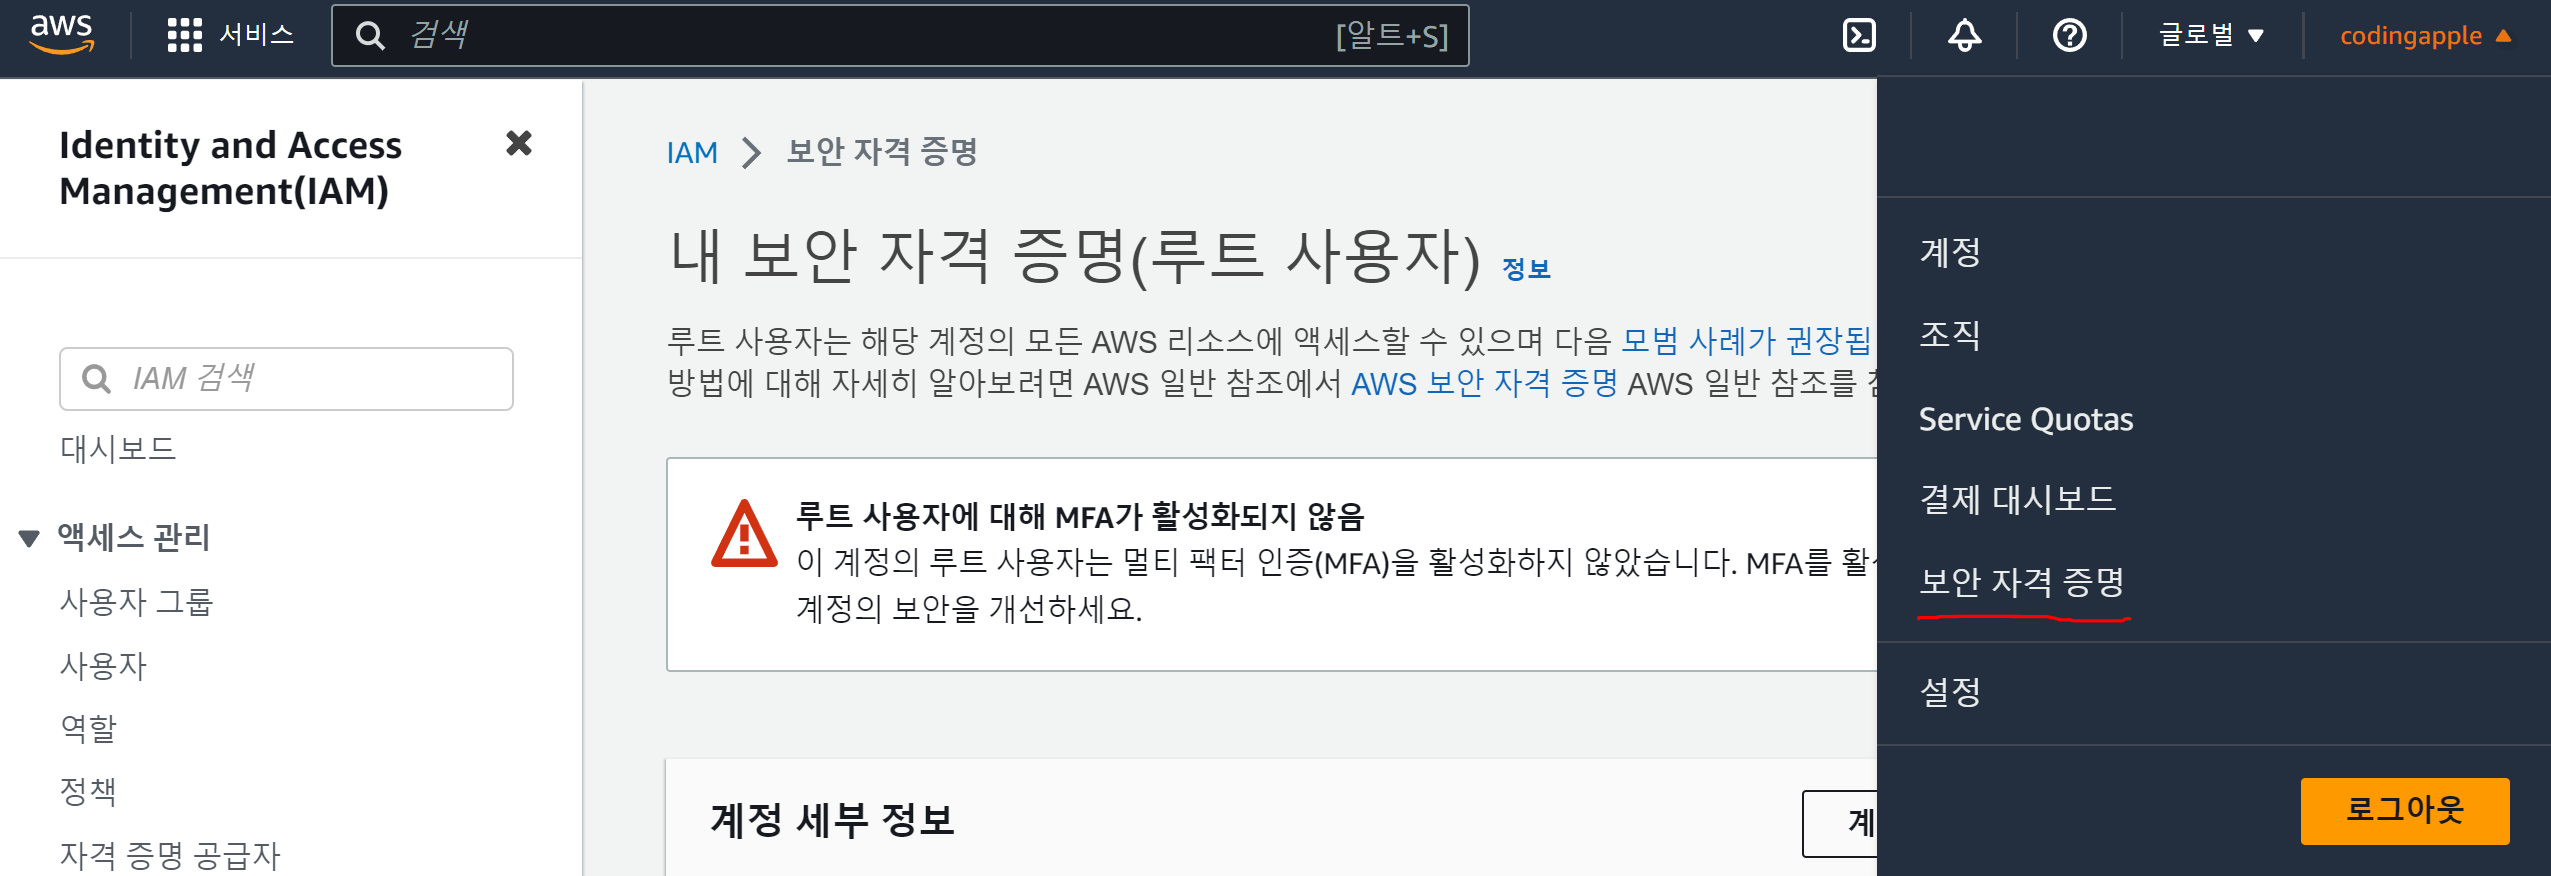 aws
서비스
검색
[알트+S]
글로벌
codingapple
Identity and Access
Management(IAM)
IAM 검색
대시보드
액세스 관리
사용자 그룹
사용자
역할
정책
자격 증명 공급자
IAM > 보안 자격 증명
내 보안 자격 증명(루트 사용자) 정보
루트 사용자는 해당 계정의 모든 AWS 리소스에 액세스할 수 있으며 다음 모범 사례가 권장됩
방법에 대해 자세히 알아보려면 AWS 일반 참조에서 AWS 보안 자격 증명 AWS 일반 참조를
루트 사용자에 대해 MFA가 활성화되지 않음
이 계정의 루트 사용자는 멀티 팩터 인증(MFA)을 활성화하지 않았습니다. MFA를
계정의 보안을 개선하세요.
계정 세부 정보
계
계정
조직
Service Quotas
결제 대시보드
보안 자격 증명
설정
로그아웃